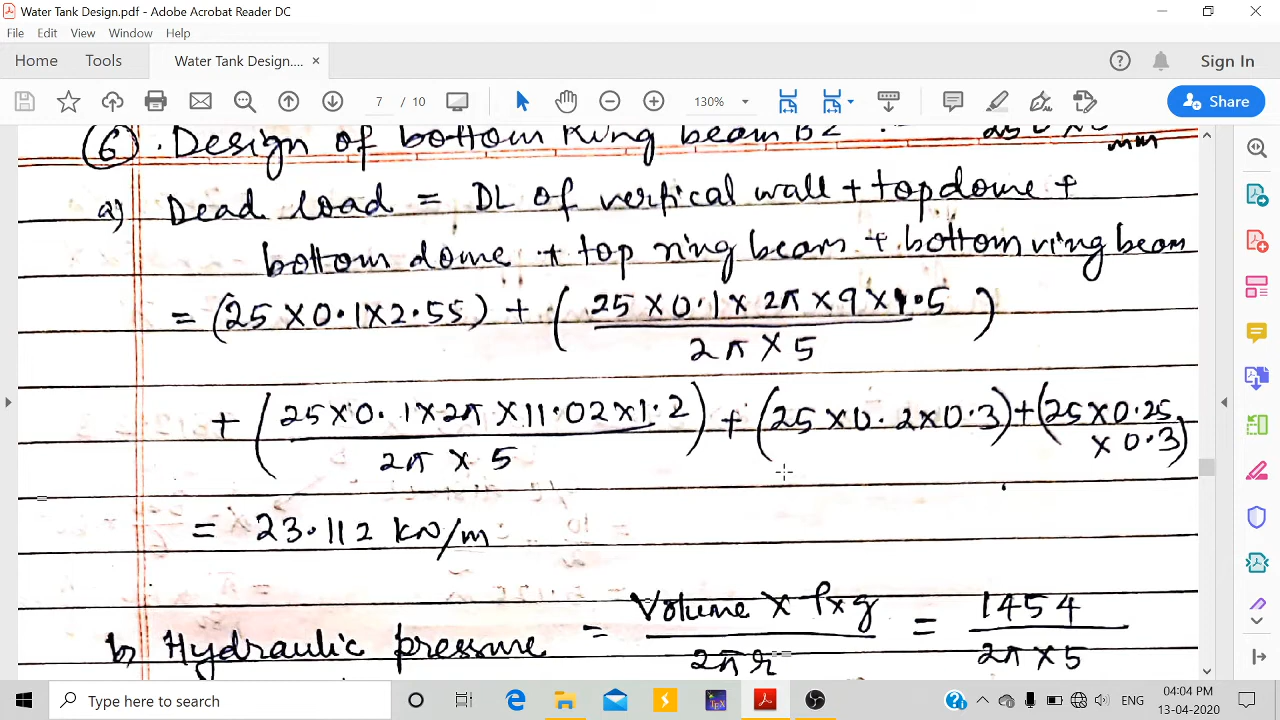 Water Tank Design.pdf - Adobe Acrobat Reader DC
File Edit View Window Help
Home Tools Water Tank Design.... × Sign In
7 / 10 130% Share
(6). Design of bottom Ring beam B2
mm
a) Dead load = DL of vertical wall + top dome +
bottom dome + top ring beam + bottom ring beam
= (25 × 0.1 × 2.55) + (25 × 0.1 × 2π × 9 × 1.5 / 2π × 5)
+ (25 × 0.1 × 2π × 11.02 × 1.2 / 2π × 5) + (25 × 0.2 × 0.3) + (25 × 0.25 × 0.3)
= 23.112 kN/m
b) Hydraulic pressure = Volume × ρ × g / 2πr = 1454 / 2π × 5
Type here to search
ENG
04:04 PM
13-04-2020